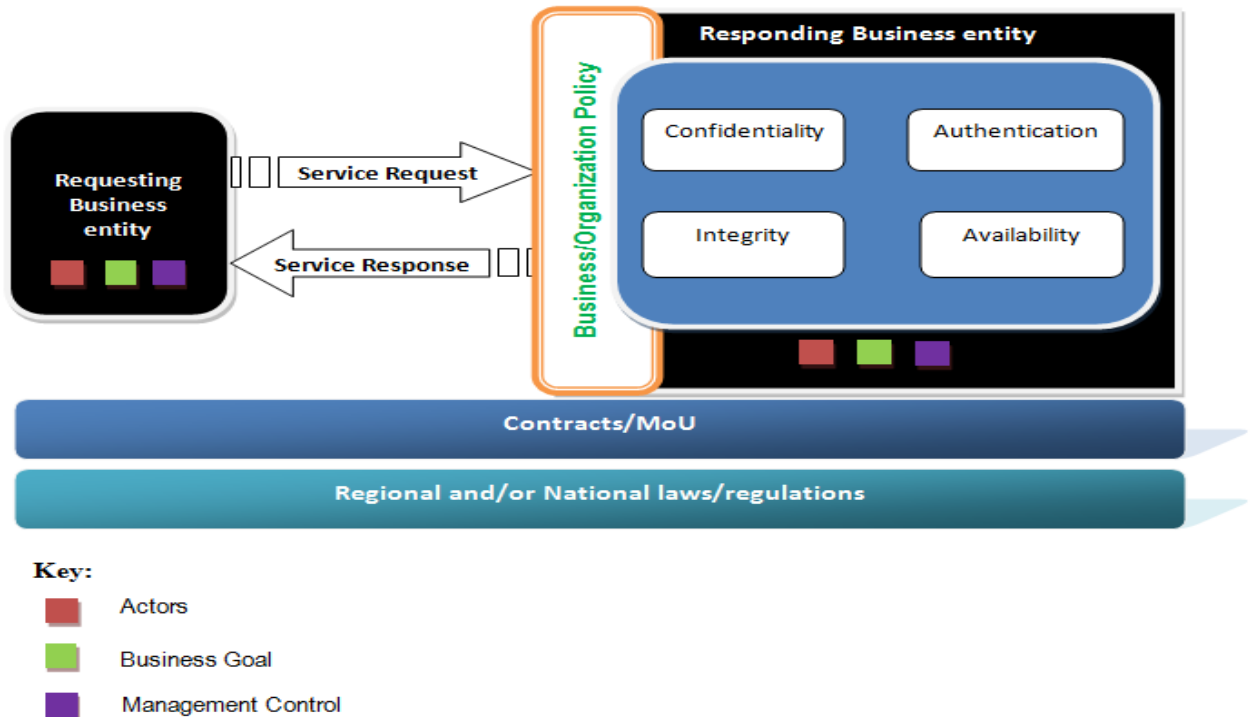 Responding Business entity
Business/Organization Policy
Confidentiality
Authentication
Requesting
Business
entity
Service Request
Integrity
Availability
Service Response
Contracts/MoU
Regional and/or National laws/regulations
Key:
Actors
Business Goal
Management Control